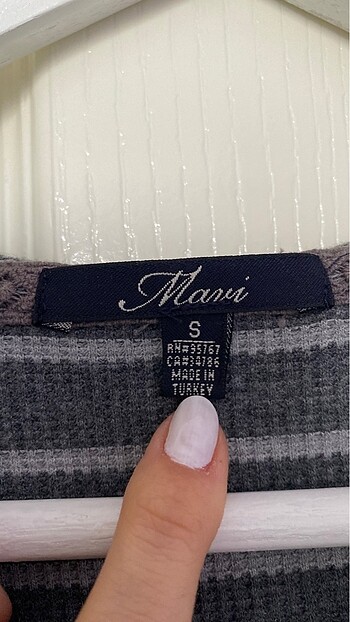 Mavi
S
RN#95767
CA#34786
MADE IN
TURKEY